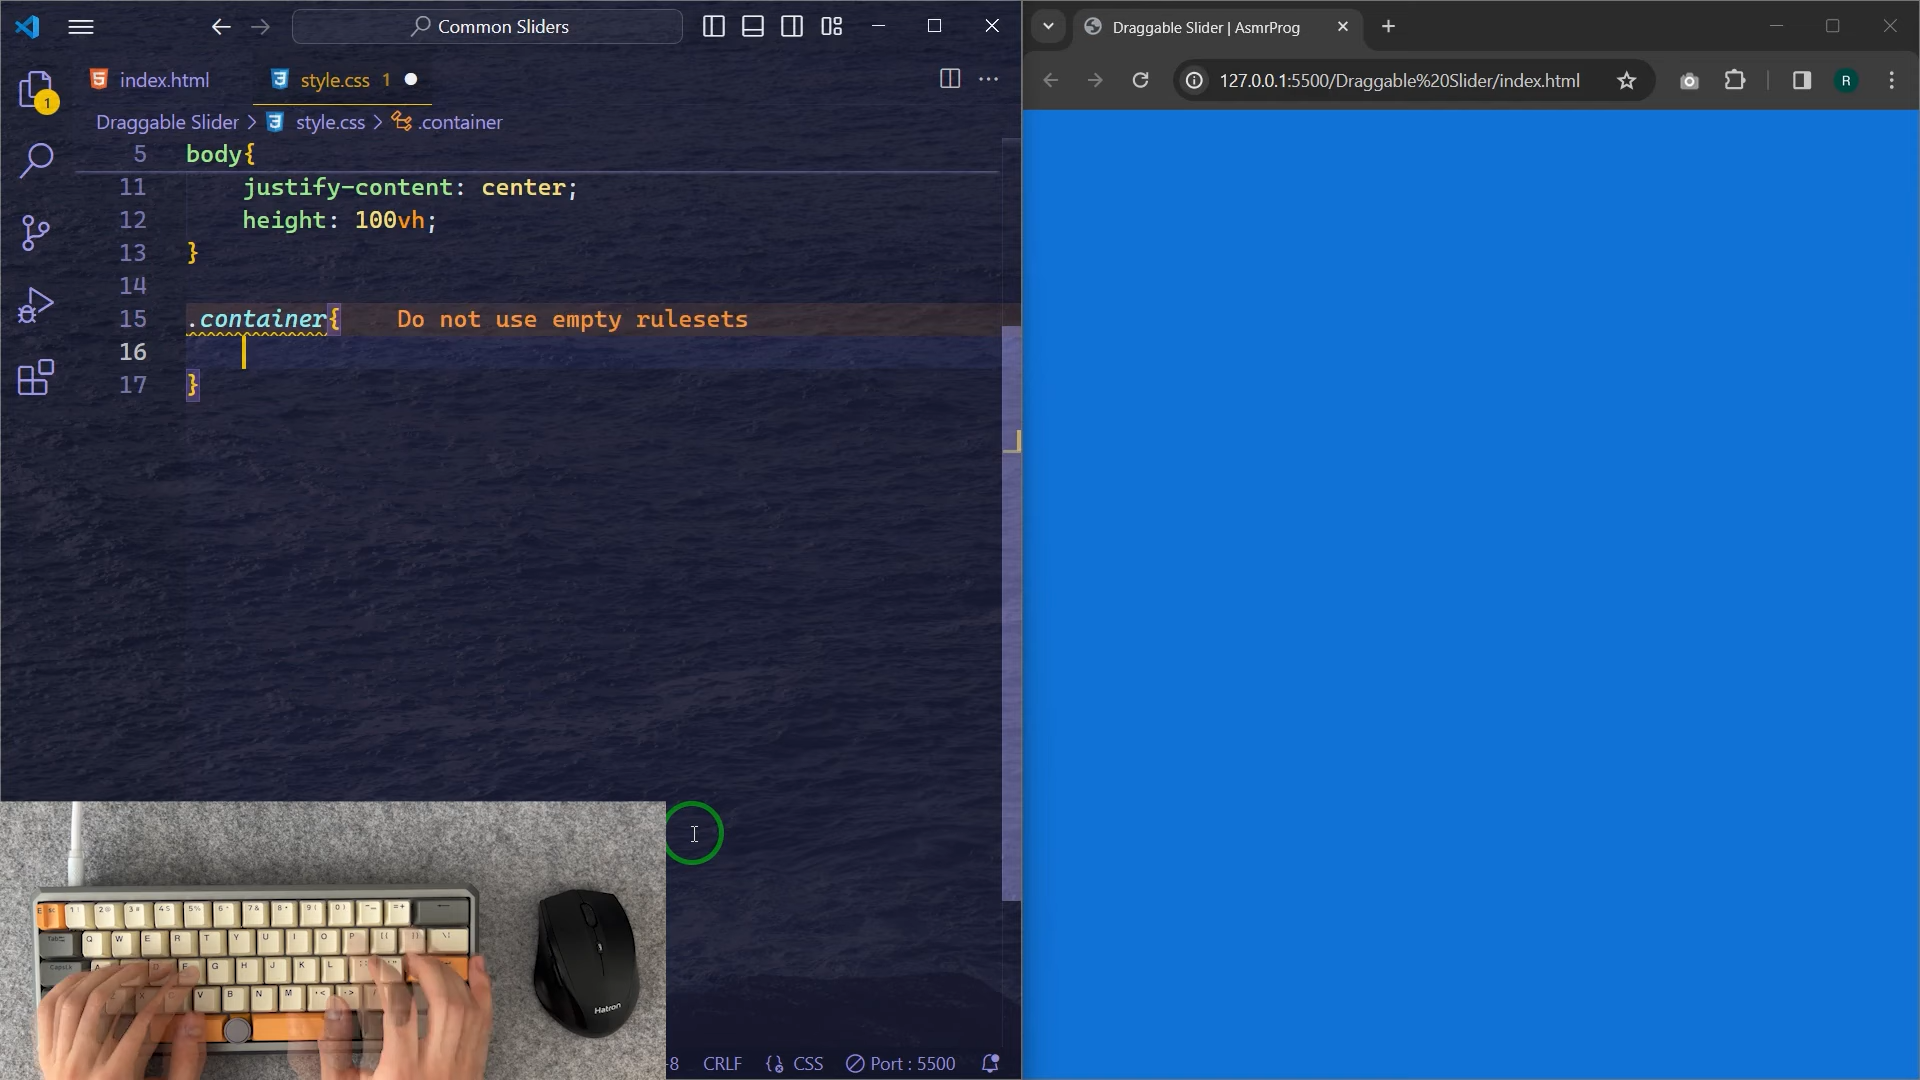 Common Sliders
index.html
style.css 1
1
Draggable Slider > style.css > .container
5 body{
11 justify-content: center;
12 height: 100vh;
13 }
14
15 .container{ Do not use empty rulesets
16
17 }
-8 CRLF {} CSS Port : 5500
Draggable Slider | AsmrProg
127.0.0.1:5500/Draggable%20Slider/index.html
R
Hatron